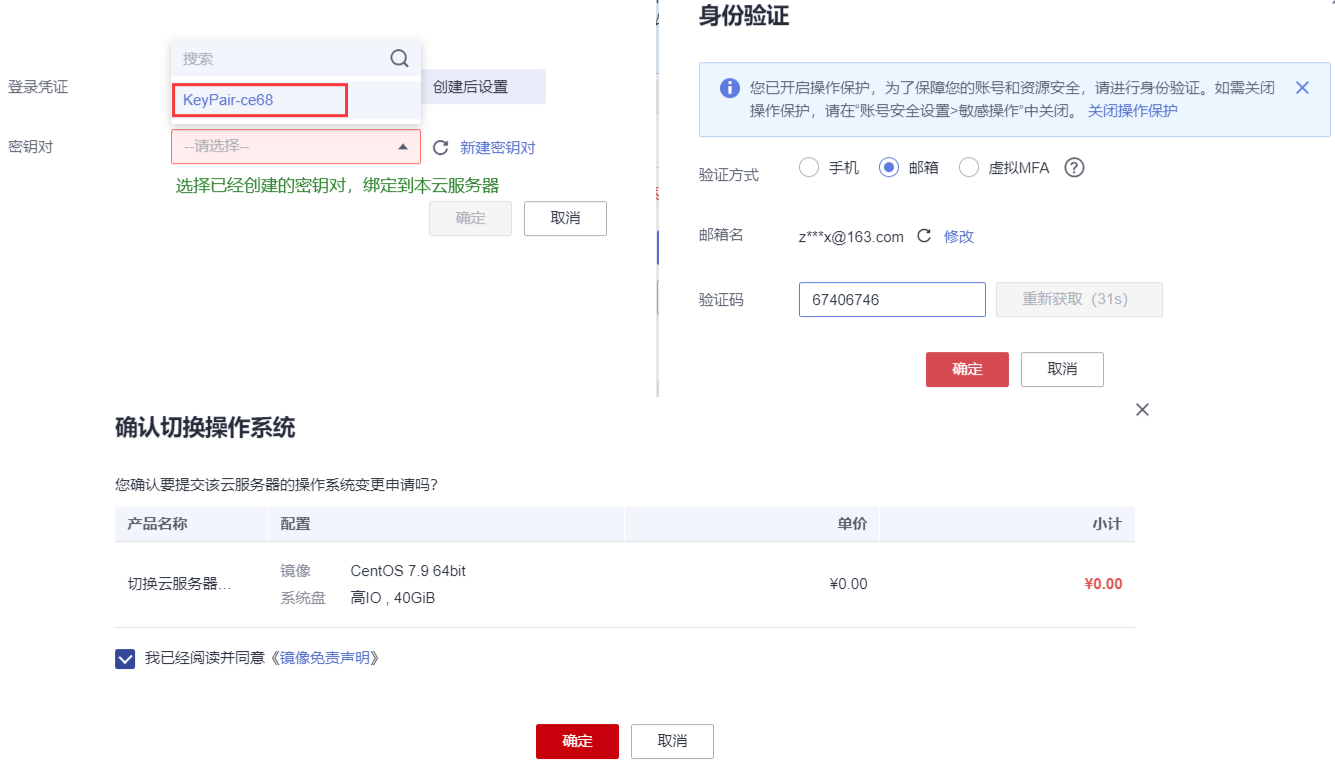 搜索
登录凭证
创建后设置
KeyPair-ce68
密钥对
--请选择--
新建密钥对
选择已经创建的密钥对，绑定到本云服务器
确定
取消
身份验证
您已开启操作保护，为了保障您的账号和资源安全，请进行身份验证。如需关闭
操作保护，请在“账号安全设置>敏感操作”中关闭。 关闭操作保护
验证方式
手机
邮箱
虚拟MFA
邮箱名
z***x@163.com
修改
验证码
67406746
重新获取（31s）
确定
取消
确认切换操作系统
您确认要提交该云服务器的操作系统变更申请吗？
产品名称 配置 单价 小计
切换云服务器...
镜像 CentOS 7.9 64bit
系统盘 高IO , 40GiB
¥0.00
¥0.00
我已经阅读并同意《镜像免责声明》
确定
取消